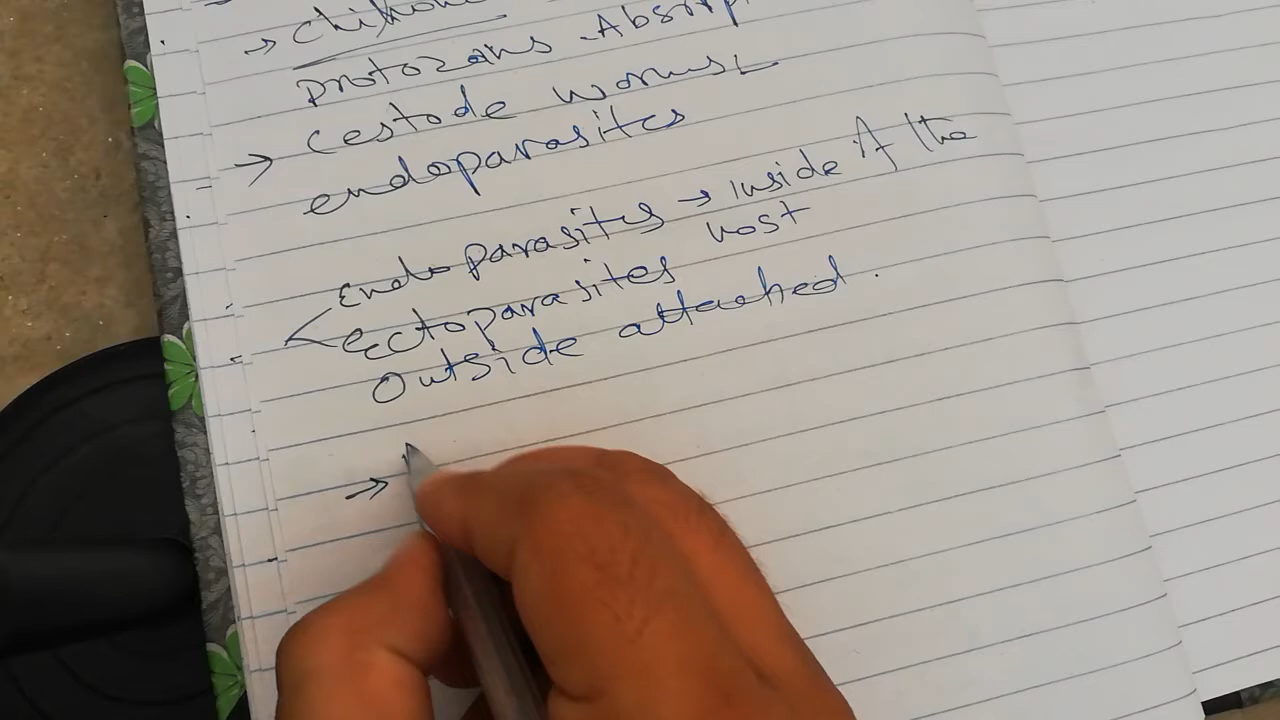 →
protozoans Absorp
cestode worms
→ endoparasites
Endoparasites → inside of the
host
ectoparasites
outside attached.
→